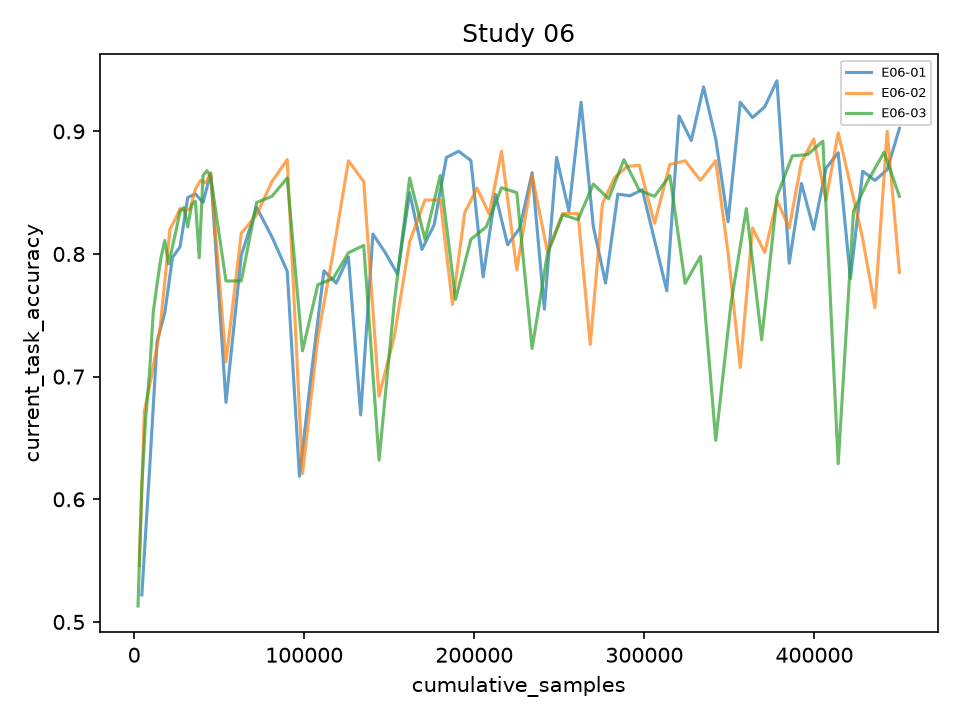 Study 06
E06-01
E06-02
E06-03
current_task_accuracy
0.9
0.8
0.7
0.6
0.5
0
100000
200000
300000
400000
cumulative_samples